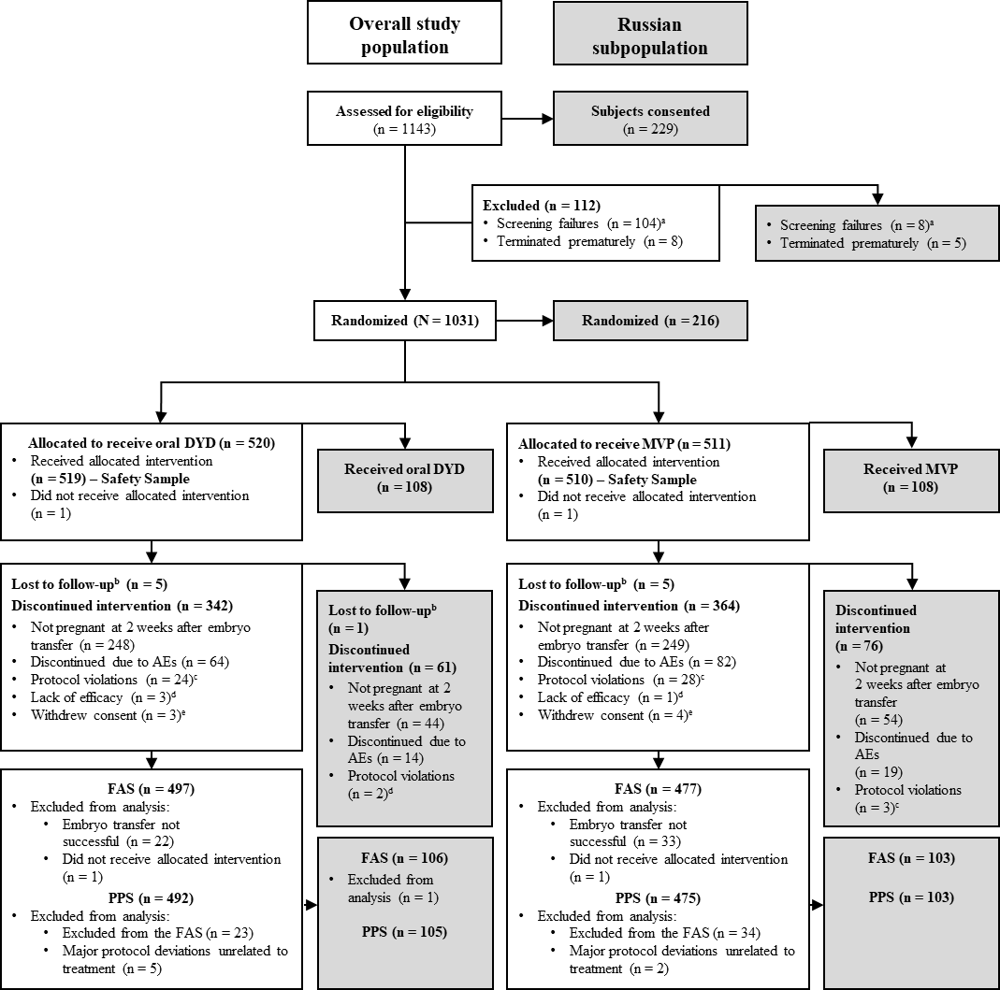 Overall study
population
Russian
subpopulation
Assessed for eligibility
(n = 1143)
Subjects consented
(n = 229)
Excluded (n = 112)
• Screening failures (n = 104)ᵃ
• Terminated prematurely (n = 8)
• Screening failures (n = 8)ᵃ
• Terminated prematurely (n = 5)
Randomized (N = 1031)
Randomized (n = 216)
Allocated to receive oral DYD (n = 520)
• Received allocated intervention
(n = 519) – Safety Sample
• Did not receive allocated intervention
(n = 1)
Received oral DYD
(n = 108)
Allocated to receive MVP (n = 511)
• Received allocated intervention
(n = 510) – Safety Sample
• Did not receive allocated intervention
(n = 1)
Received MVP
(n = 108)
Lost to follow-upᵇ (n = 5)
Discontinued intervention (n = 342)
• Not pregnant at 2 weeks after embryo
transfer (n = 248)
• Discontinued due to AEs (n = 64)
• Protocol violations (n = 24)ᶜ
• Lack of efficacy (n = 3)ᵈ
• Withdrew consent (n = 3)ᵉ
Lost to follow-upᵇ
(n = 1)
Discontinued
intervention (n = 61)
• Not pregnant at 2
weeks after embryo
transfer (n = 44)
• Discontinued due to
AEs (n = 14)
• Protocol violations
(n = 2)ᵈ
Lost to follow-upᵇ (n = 5)
Discontinued intervention (n = 364)
• Not pregnant at 2 weeks after
embryo transfer (n = 249)
• Discontinued due to AEs (n = 82)
• Protocol violations (n = 28)ᶜ
• Lack of efficacy (n = 1)ᵈ
• Withdrew consent (n = 4)ᵉ
Discontinued
intervention
(n = 76)
• Not pregnant at
2 weeks after embryo
transfer
(n = 54)
• Discontinued due to
AEs
(n = 19)
• Protocol violations
(n = 3)ᶜ
FAS (n = 497)
• Excluded from analysis:
• Embryo transfer not
successful (n = 22)
• Did not receive allocated intervention
(n = 1)
PPS (n = 492)
• Excluded from analysis:
• Excluded from the FAS (n = 23)
• Major protocol deviations unrelated to
treatment (n = 5)
FAS (n = 106)
• Excluded from
analysis (n = 1)
PPS (n = 105)
FAS (n = 477)
• Excluded from analysis:
• Embryo transfer not
successful (n = 33)
• Did not receive allocated intervention
(n = 1)
PPS (n = 475)
• Excluded from analysis:
• Excluded from the FAS (n = 34)
• Major protocol deviations unrelated to
treatment (n = 2)
FAS (n = 103)
PPS (n = 103)